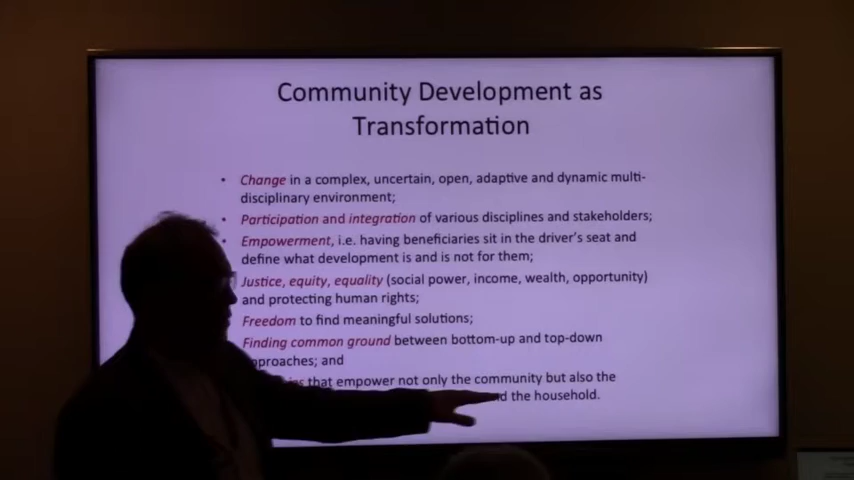 Community Development as
Transformation
• Change in a complex, uncertain, open, adaptive and dynamic multi-
disciplinary environment;
• Participation and integration of various disciplines and stakeholders;
• Empowerment, i.e. having beneficiaries sit in the driver's seat and
define what development is and is not for them;
Justice, equity, equality (social power, income, wealth, opportunity)
and protecting human rights;
Freedom to find meaningful solutions;
Finding common ground between bottom-up and top-down
pproaches; and
that empower not only the community but also the
the household.